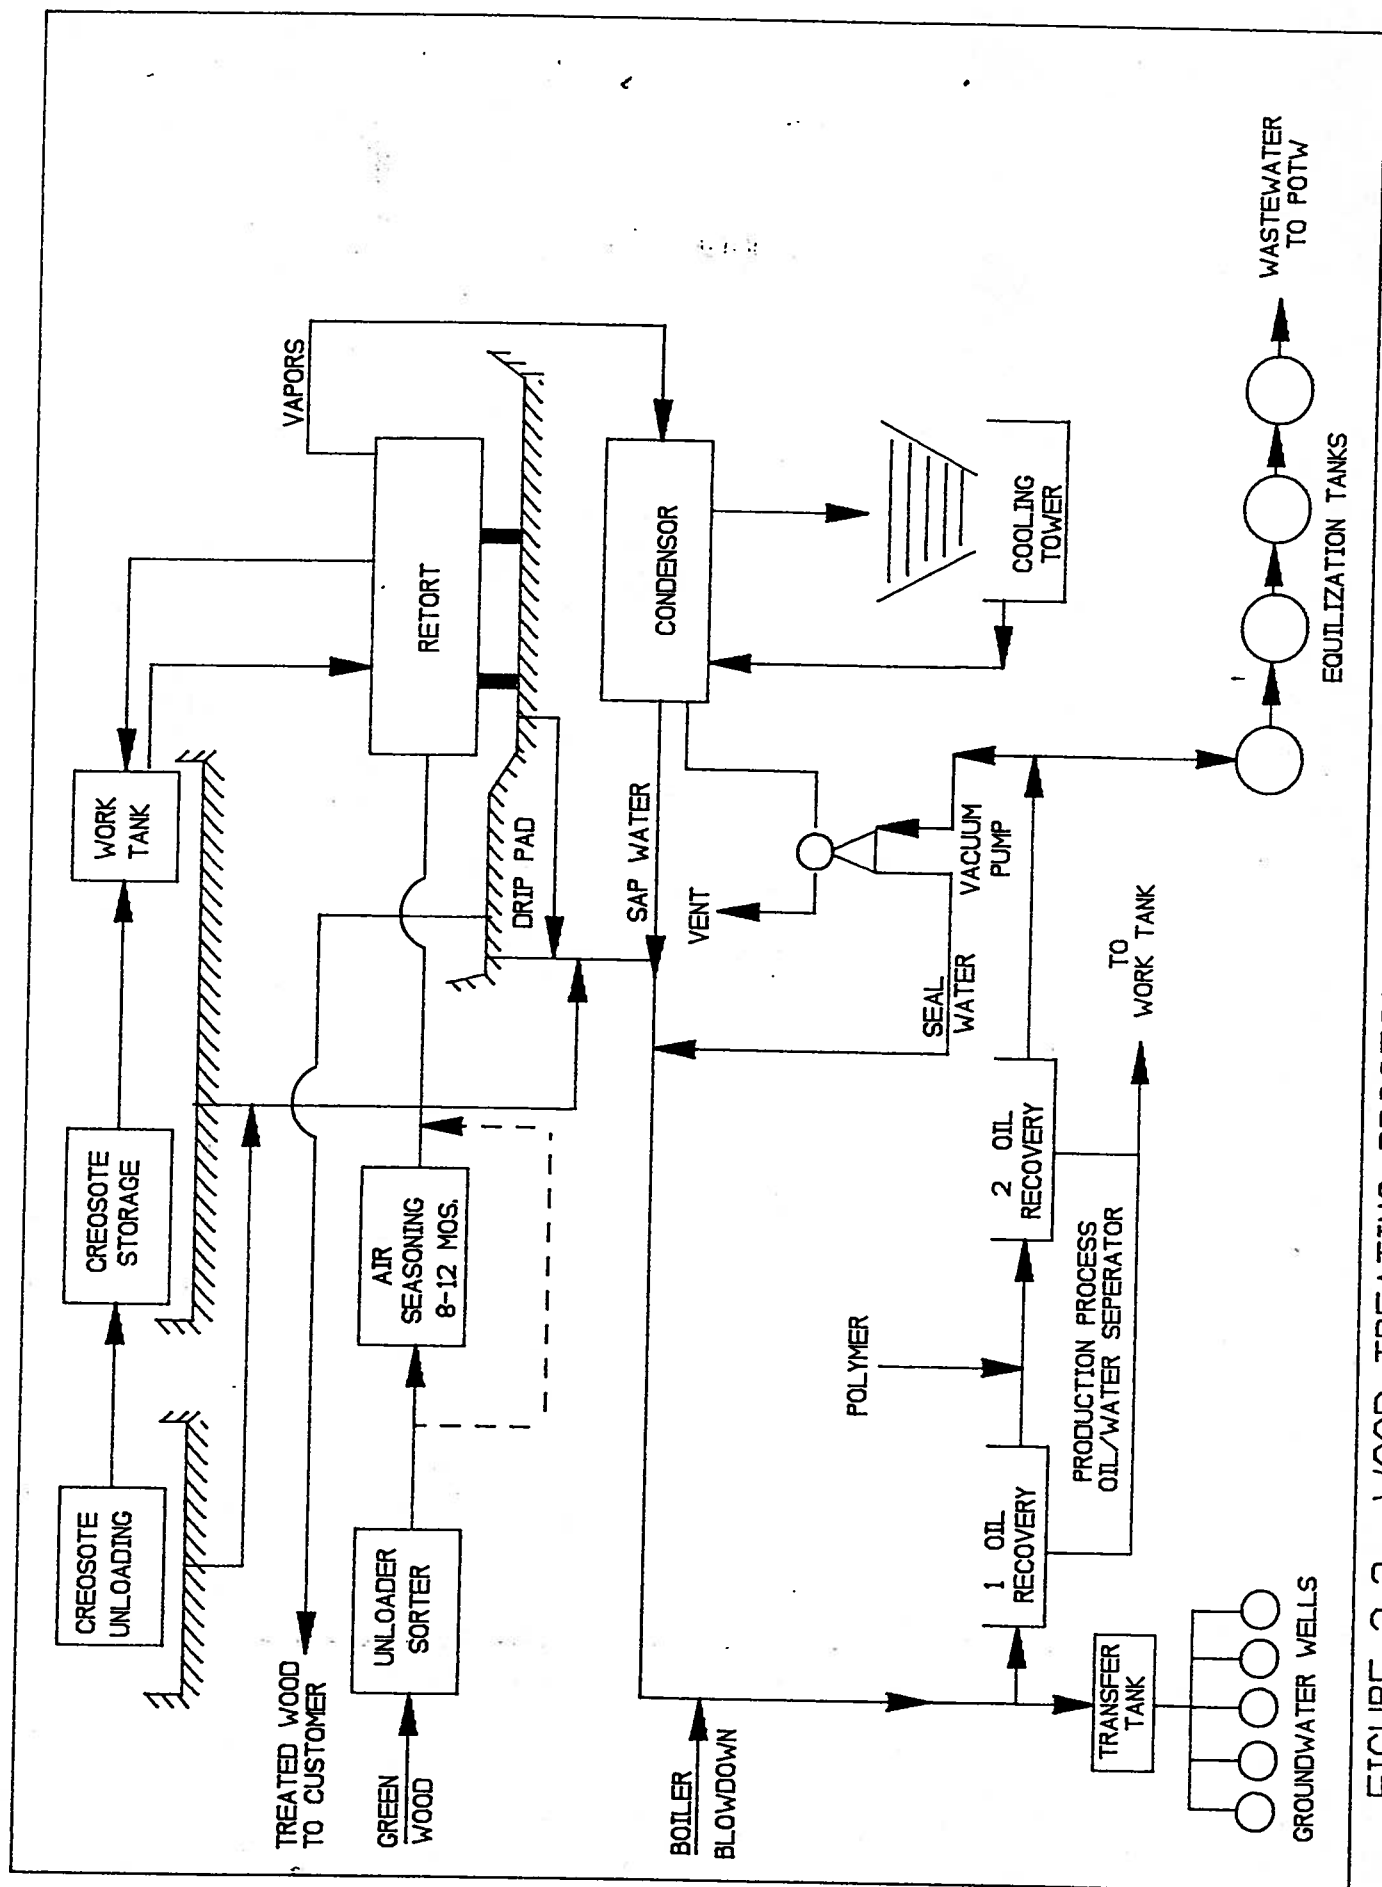 CREOSOTE
UNLOADING
CREOSOTE
STORAGE
WORK
TANK
VAPORS
TREATED WOOD
TO CUSTOMER
GREEN
WOOD
UNLOADER
SORTER
AIR
SEASONING
8-12 MOS.
RETORT
DRIP PAD
SAP WATER
CONDENSOR
VENT
COOLING
TOWER
BOILER
BLOWDOWN
SEAL
WATER
VACUUM
PUMP
POLYMER
1 OIL
RECOVERY
2 OIL
RECOVERY
PRODUCTION PROCESS
OIL/WATER SEPERATOR
TO
WORK TANK
TRANSFER
TANK
GROUNDWATER WELLS
EQUILIZATION TANKS
WASTEWATER
TO POTW
WOOD TREATING